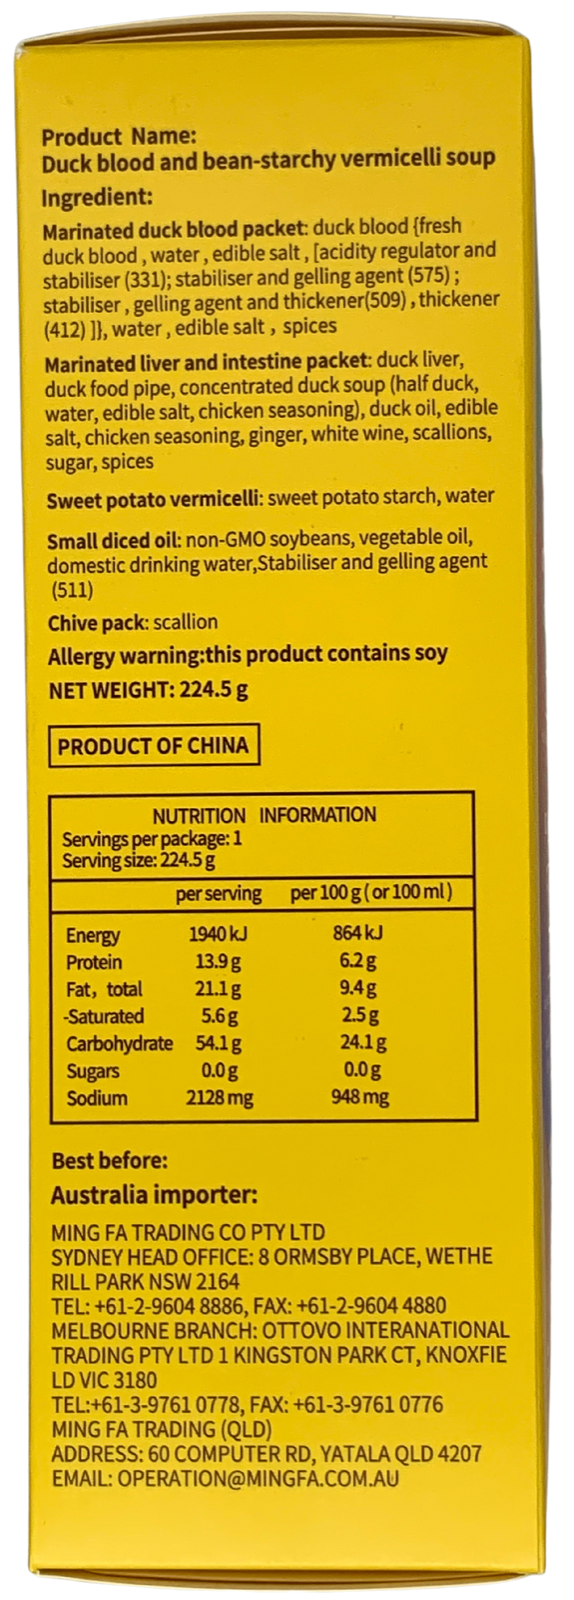 Product Name:
Duck blood and bean-starchy vermicelli soup
Ingredient:
Marinated duck blood packet: duck blood {fresh
duck blood , water , edible salt , [acidity regulator and
stabiliser (331); stabiliser and gelling agent (575) ;
stabiliser , gelling agent and thickener(509) , thickener
(412) ]}, water , edible salt , spices
Marinated liver and intestine packet: duck liver,
duck food pipe, concentrated duck soup (half duck,
water, edible salt, chicken seasoning), duck oil, edible
salt, chicken seasoning, ginger, white wine, scallions,
sugar, spices
Sweet potato vermicelli: sweet potato starch, water
Small diced oil: non-GMO soybeans, vegetable oil,
domestic drinking water,Stabiliser and gelling agent
(511)
Chive pack: scallion
Allergy warning:this product contains soy
NET WEIGHT: 224.5 g
PRODUCT OF CHINA
NUTRITION INFORMATION
Servings per package: 1
Serving size: 224.5 g
per serving per 100 g ( or 100 ml )
Energy 1940 kJ 864 kJ
Protein 13.9 g 6.2 g
Fat, total 21.1 g 9.4 g
-Saturated 5.6 g 2.5 g
Carbohydrate 54.1 g 24.1 g
Sugars 0.0 g 0.0 g
Sodium 2128 mg 948 mg
Best before:
Australia importer:
MING FA TRADING CO PTY LTD
SYDNEY HEAD OFFICE: 8 ORMSBY PLACE, WETHE
RILL PARK NSW 2164
TEL: +61-2-9604 8886, FAX: +61-2-9604 4880
MELBOURNE BRANCH: OTTOVO INTERANATIONAL
TRADING PTY LTD 1 KINGSTON PARK CT, KNOXFIE
LD VIC 3180
TEL:+61-3-9761 0778, FAX: +61-3-9761 0776
MING FA TRADING (QLD)
ADDRESS: 60 COMPUTER RD, YATALA QLD 4207
EMAIL: OPERATION@MINGFA.COM.AU